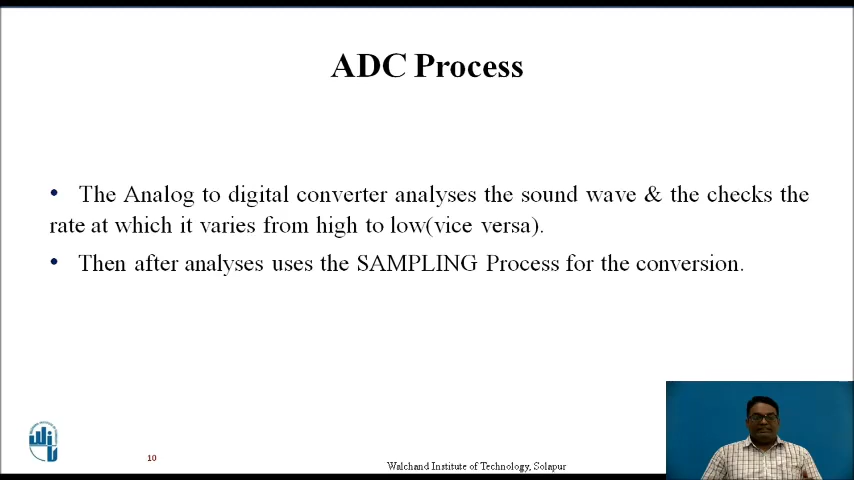 ADC Process
• The Analog to digital converter analyses the sound wave & the checks the
rate at which it varies from high to low(vice versa).
• Then after analyses uses the SAMPLING Process for the conversion.
10
Walchand Institute of Technology, Solapur